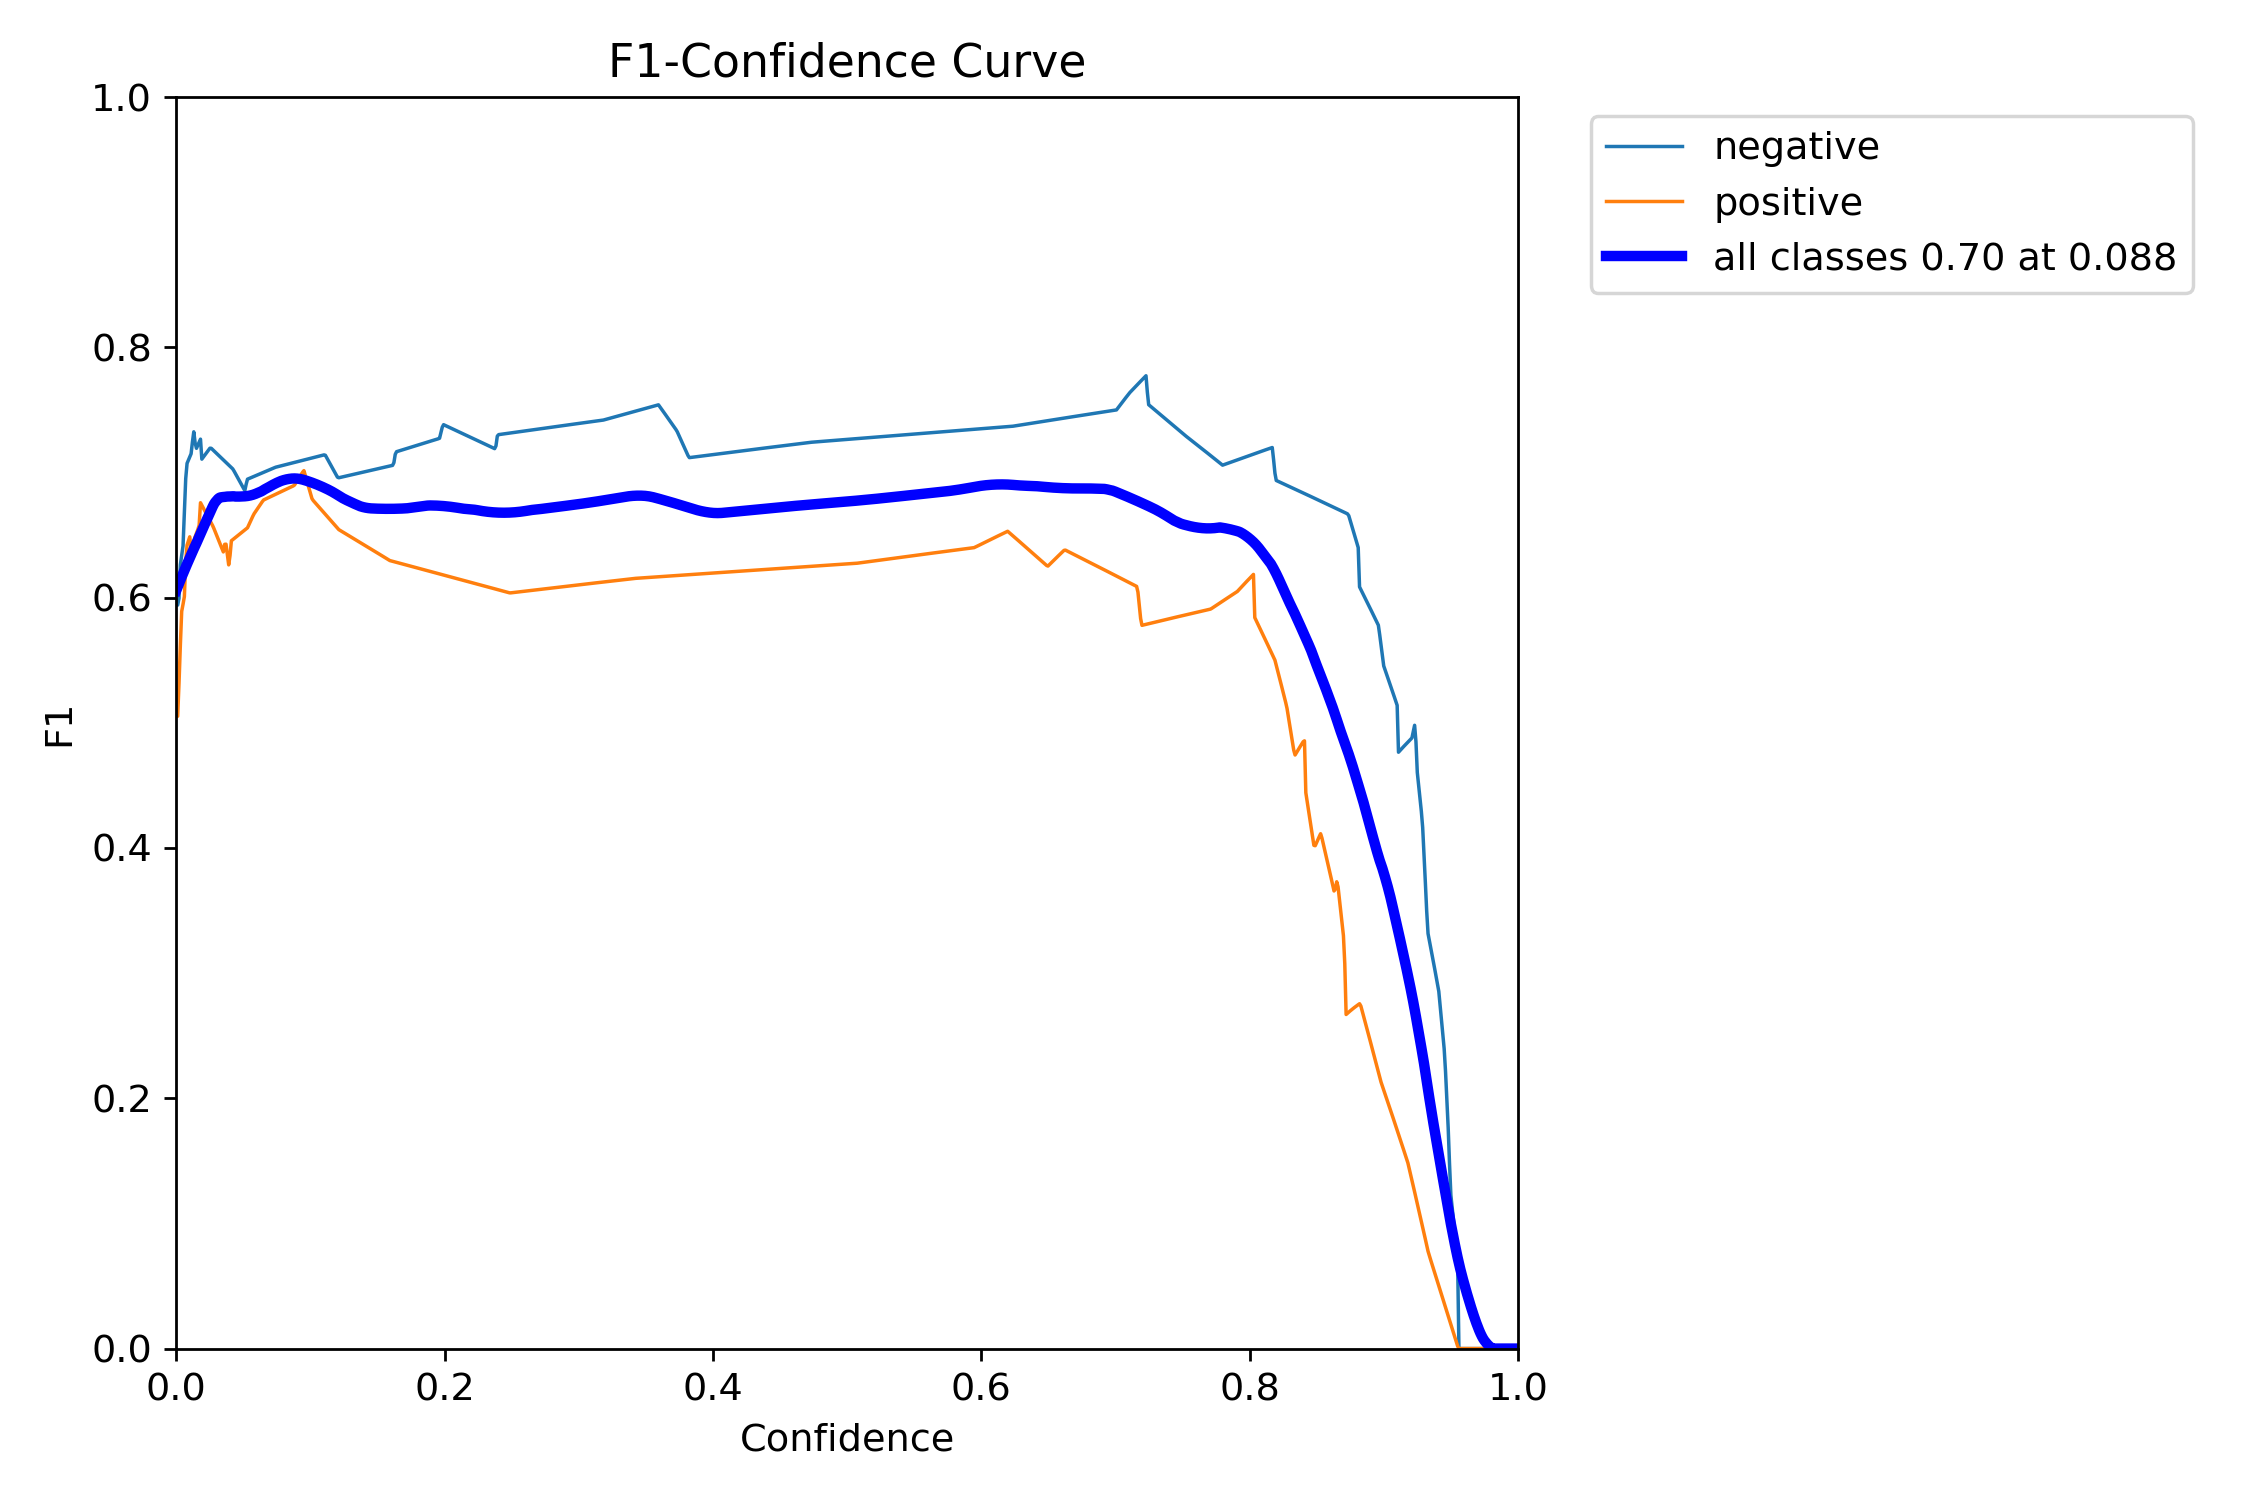 F1-Confidence Curve
1.0
0.8
0.6
0.4
0.2
0.0
F1
0.0 0.2 0.4 0.6 0.8 1.0
Confidence
negative
positive
all classes 0.70 at 0.088